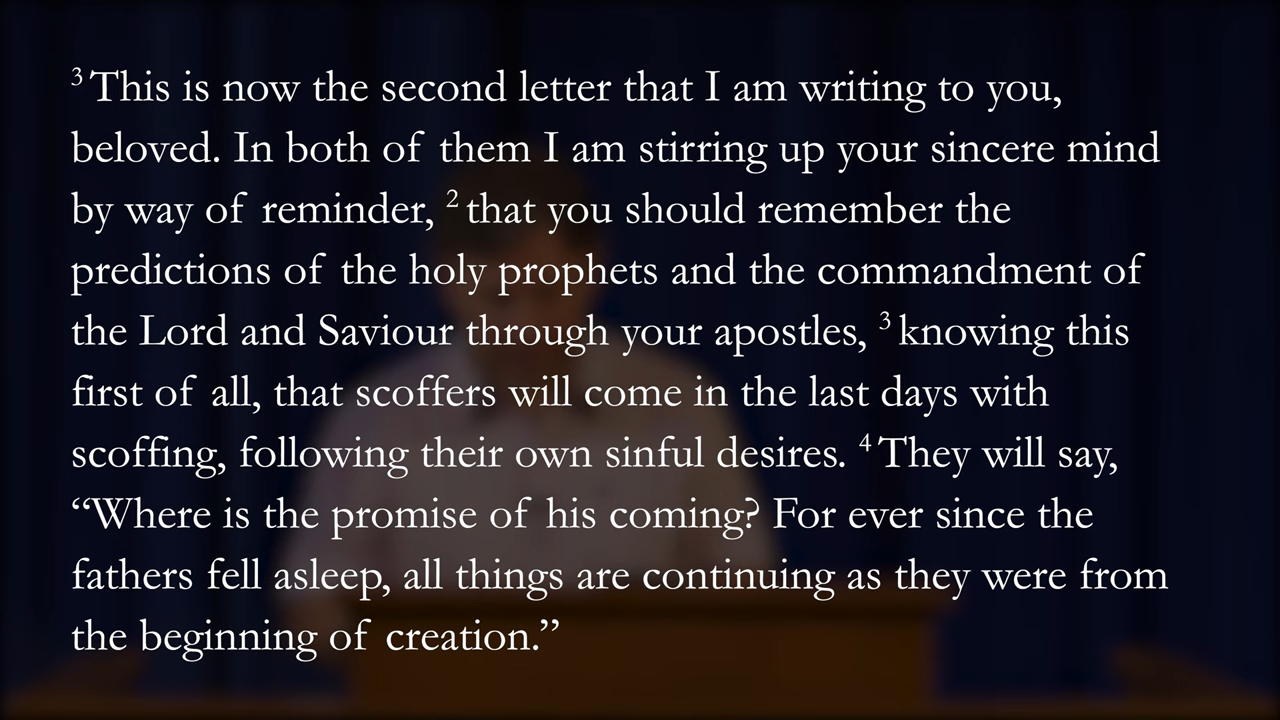 ³ This is now the second letter that I am writing to you,
beloved. In both of them I am stirring up your sincere mind
by way of reminder, ² that you should remember the
predictions of the holy prophets and the commandment of
the Lord and Saviour through your apostles, ³ knowing this
first of all, that scoffers will come in the last days with
scoffing, following their own sinful desires. ⁴ They will say,
“Where is the promise of his coming? For ever since the
fathers fell asleep, all things are continuing as they were from
the beginning of creation.”